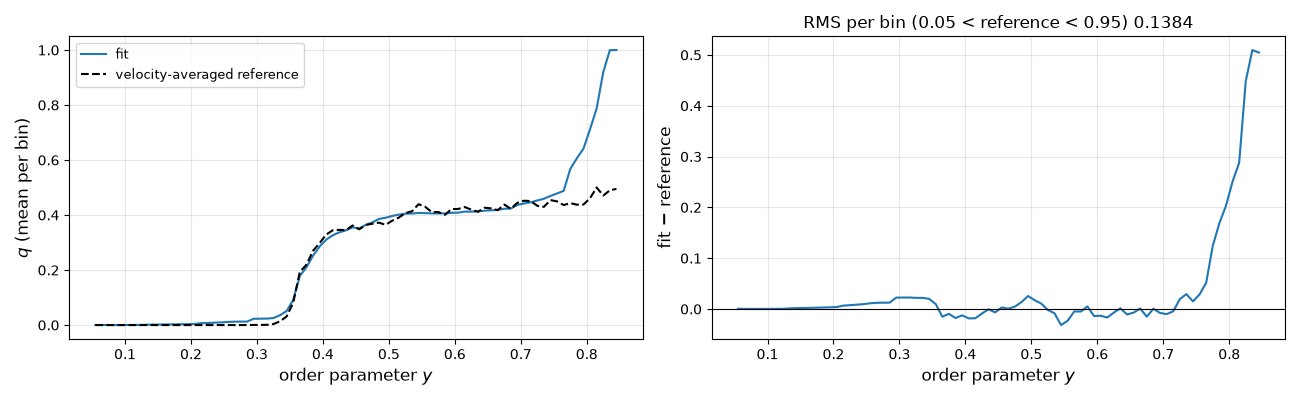 RMS per bin (0.05 < reference < 0.95) 0.1384
fit
velocity-averaged reference
q (mean per bin)
1.0
0.8
0.6
0.4
0.2
0.0
0.1 0.2 0.3 0.4 0.5 0.6 0.7 0.8
order parameter y
fit − reference
0.5
0.4
0.3
0.2
0.1
0.0
0.1 0.2 0.3 0.4 0.5 0.6 0.7 0.8
order parameter y